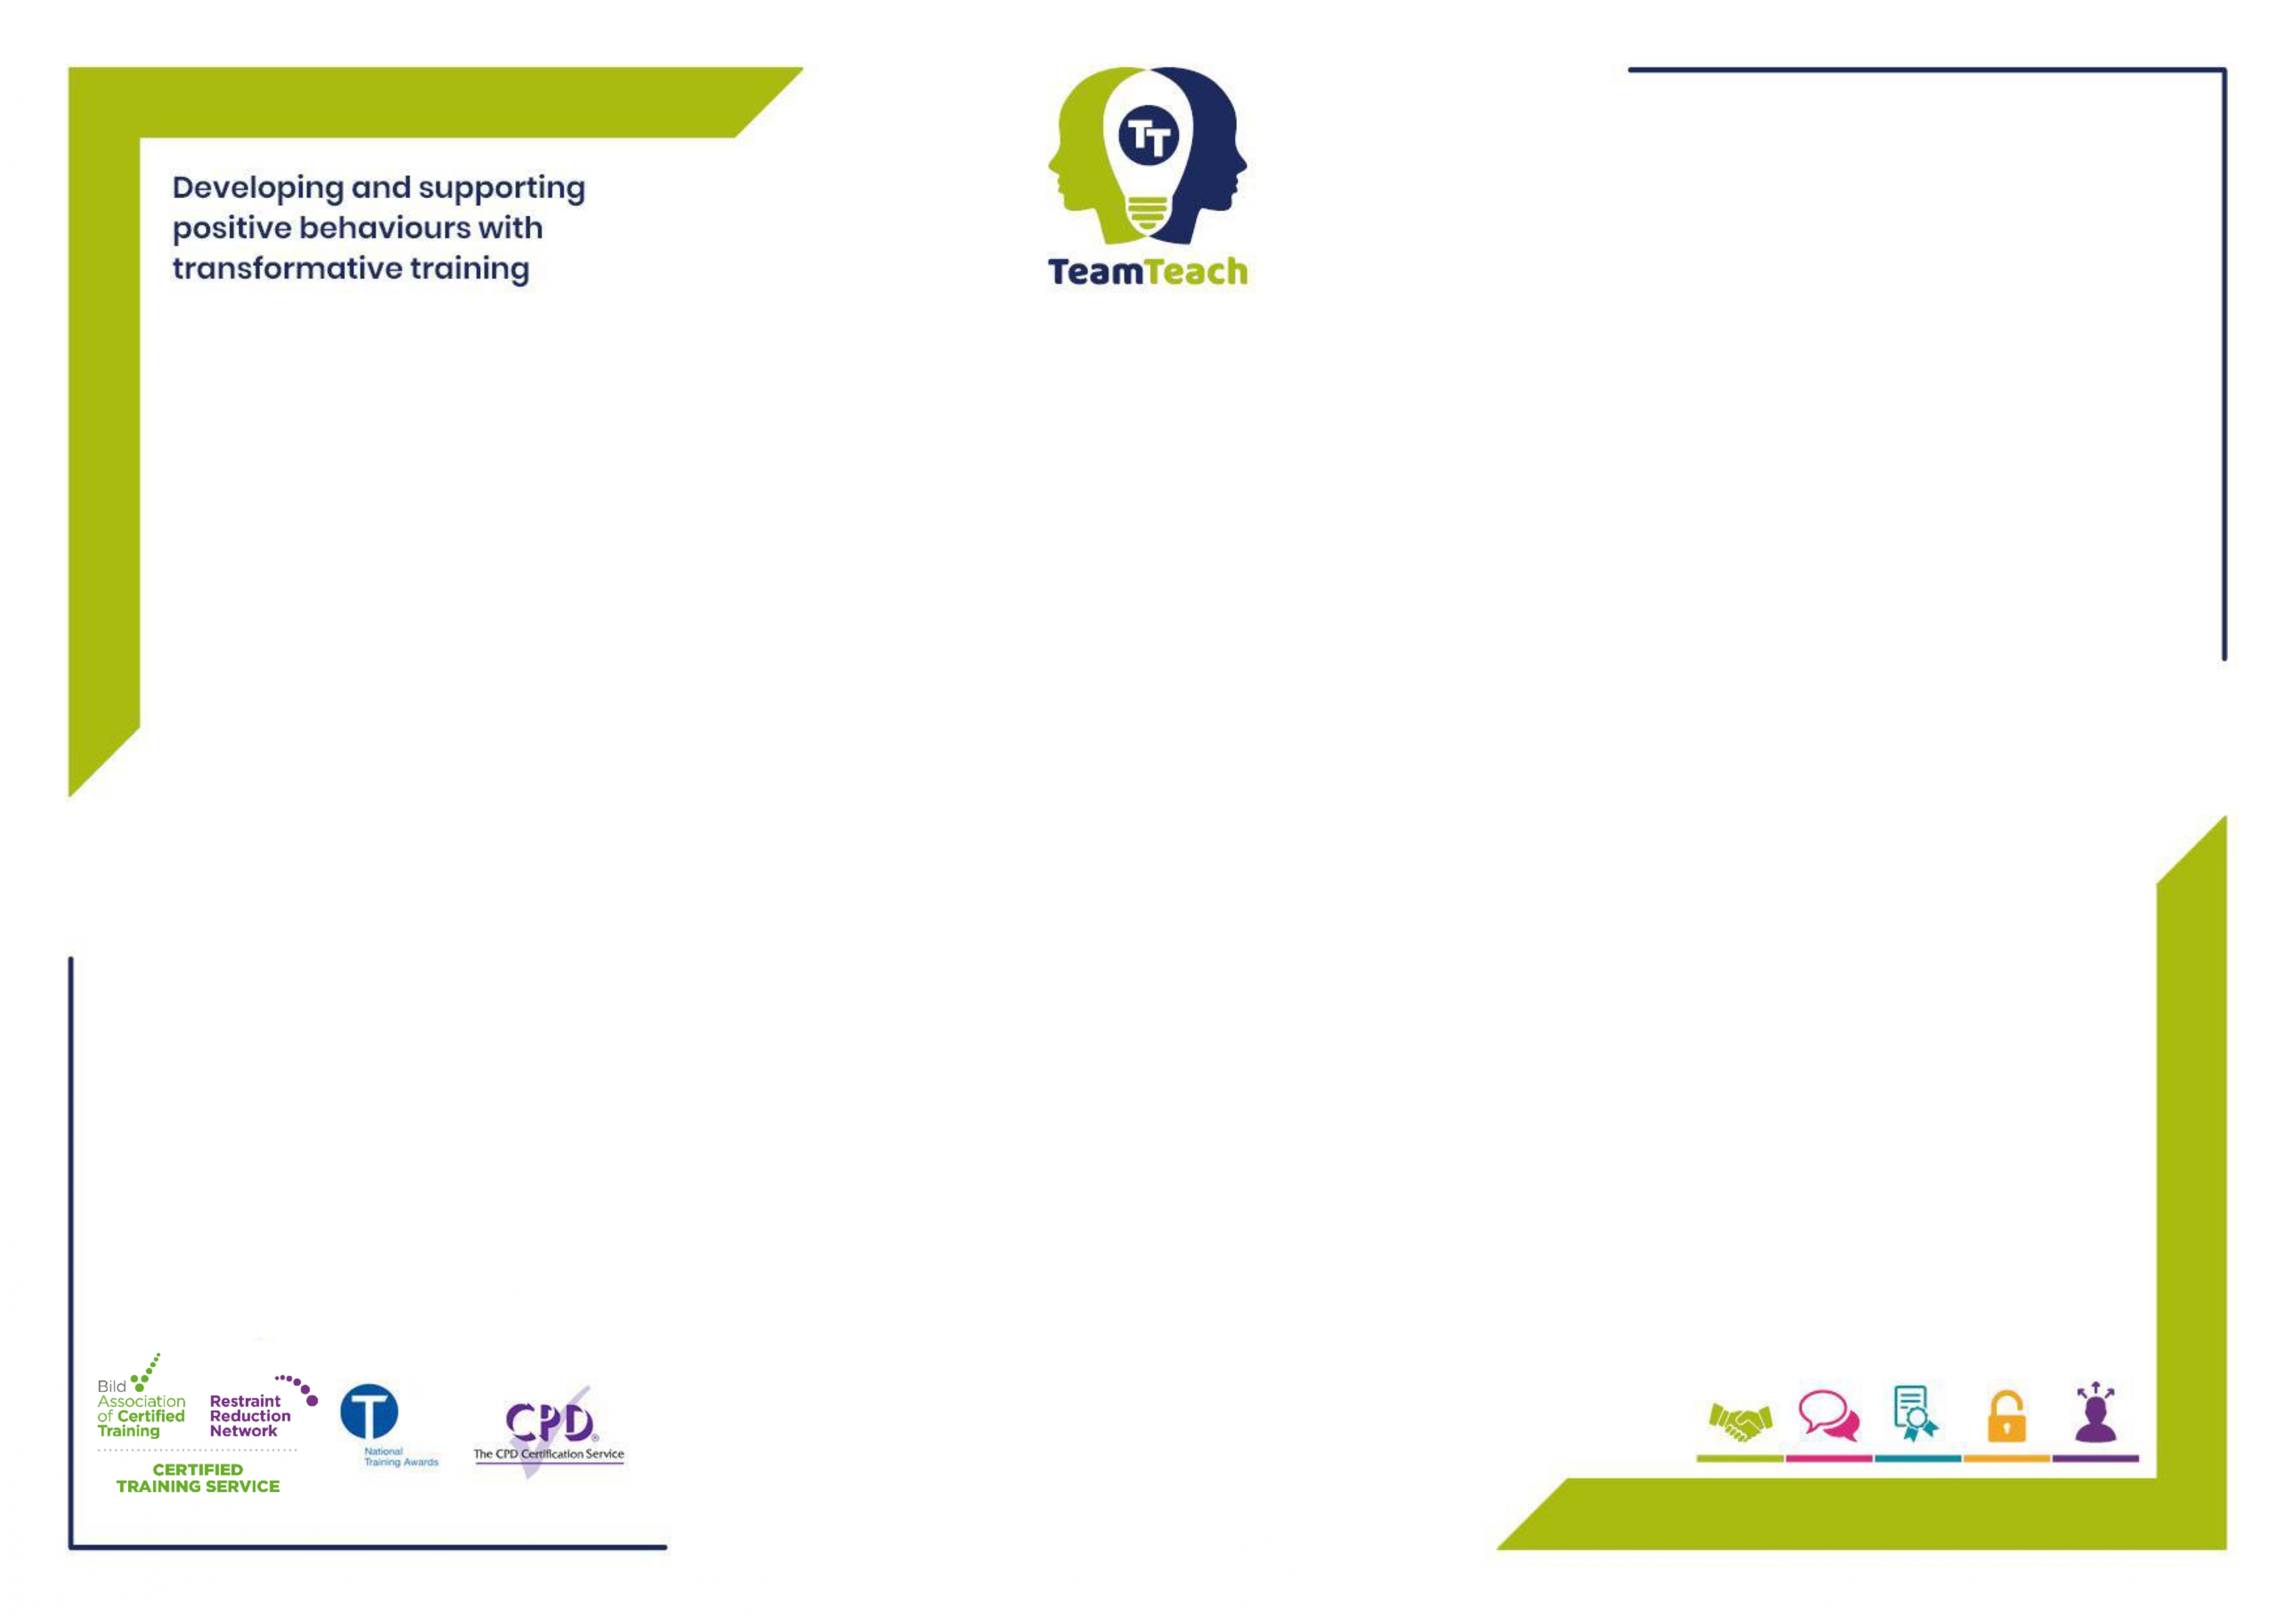 Developing and supporting
positive behaviours with
transformative training
TT
TeamTeach
Bild
Association
of Certified
Training
Restraint
Reduction
Network
CERTIFIED
TRAINING SERVICE
T
National
Training Awards
CPD®
The CPD Certification Service